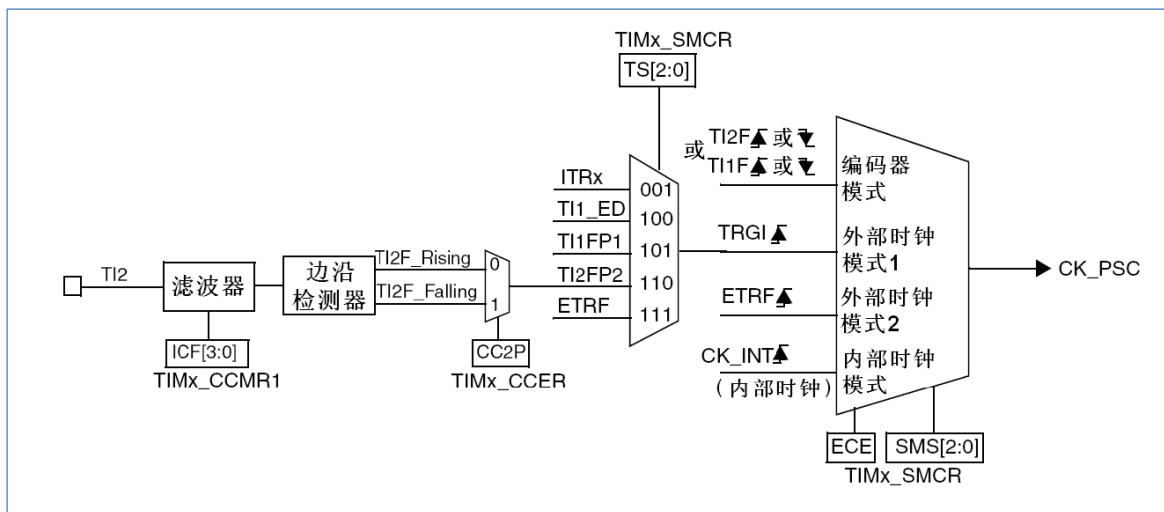 TIMx_SMCR
TS[2:0]
或
TI2F 或
TI1F 或
编码器
模式
ITRx
001
TI1_ED
100
TI1FP1
101
TI2FP2
110
ETRF
111
TRGI
外部时钟
模式1
CK_PSC
TI2
滤波器
边沿
检测器
TI2F_Rising
0
TI2F_Falling
1
ETRF
外部时钟
模式2
ICF[3:0]
TIMx_CCMR1
CC2P
TIMx_CCER
CK_INT
(内部时钟)
内部时钟
模式
ECE
SMS[2:0]
TIMx_SMCR